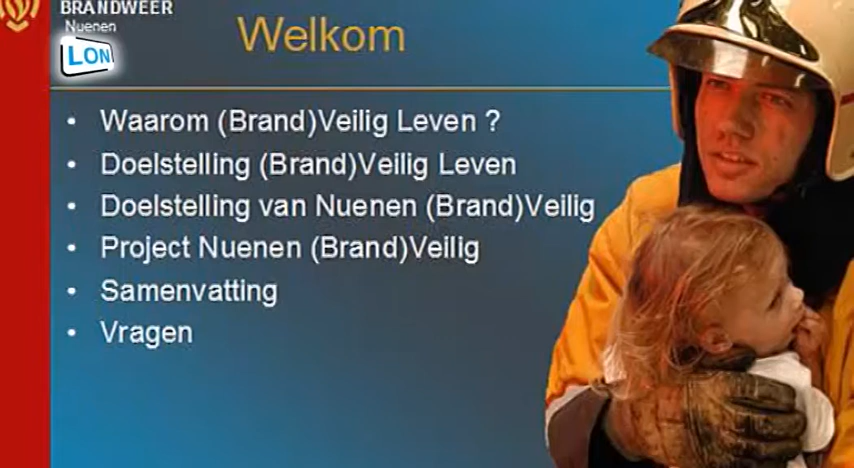 BRANDWEER
Nuenen
LON
Welkom
• Waarom (Brand)Veilig Leven ?
• Doelstelling (Brand)Veilig Leven
• Doelstelling van Nuenen (Brand)Veilig
• Project Nuenen (Brand)Veilig
• Samenvatting
• Vragen